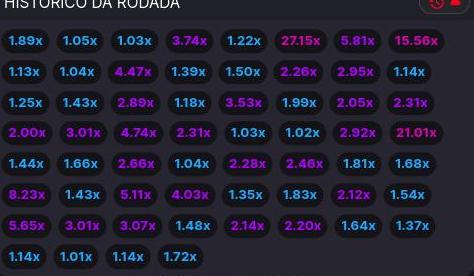 HISTÓRICO DA RODADA
1.89x 1.05x 1.03x 3.74x 1.22x 27.15x 5.81x 15.56x
1.13x 1.04x 4.47x 1.39x 1.50x 2.26x 2.95x 1.14x
1.25x 1.43x 2.89x 1.18x 3.53x 1.99x 2.05x 2.31x
2.00x 3.01x 4.74x 2.31x 1.03x 1.02x 2.92x 21.01x
1.44x 1.66x 2.66x 1.04x 2.28x 2.46x 1.81x 1.68x
8.23x 1.43x 5.11x 4.03x 1.35x 1.83x 2.12x 1.54x
5.65x 3.01x 3.07x 1.48x 2.14x 2.20x 1.64x 1.37x
1.14x 1.01x 1.14x 1.72x